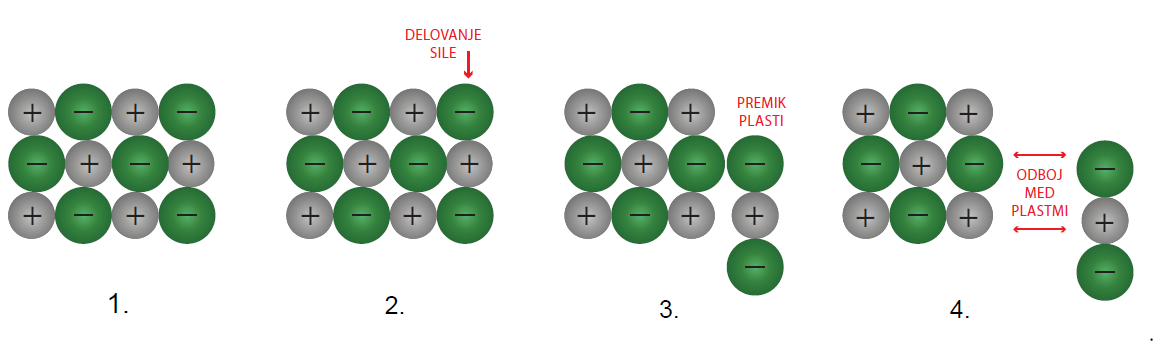 DELOVANJE
SILE
PREMIK
PLASTI
+ − + −
− + − +
+ − + −
+ − + −
− + − +
+ − + −
+ − +
− + − −
+ − + +
−
+ − +
− + − −
+ − + +
−
ODBOJ
MED
PLASTMI
1.
2.
3.
4.
.